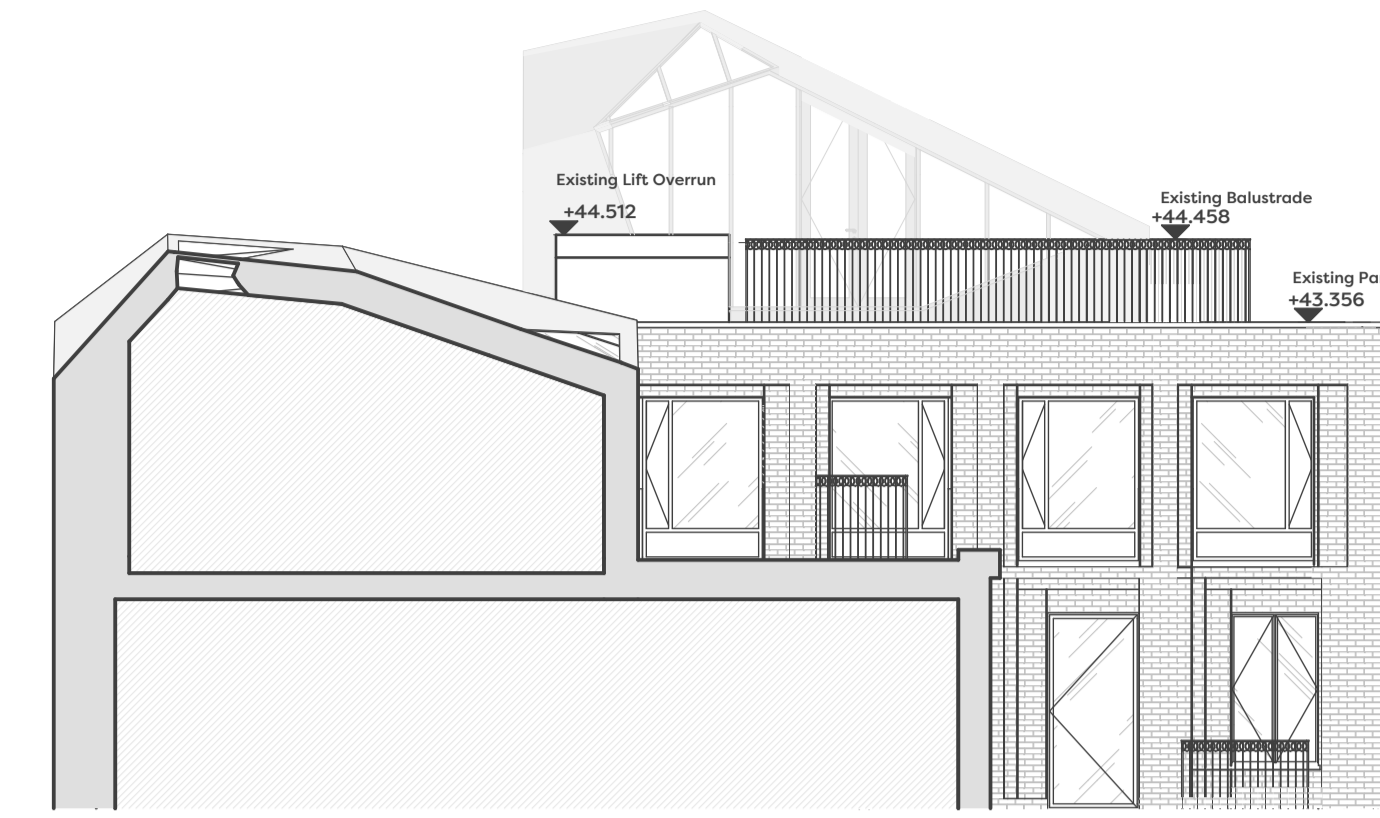 Existing Lift Overrun
+44.512
Existing Balustrade
+44.458
Existing Pa
+43.356